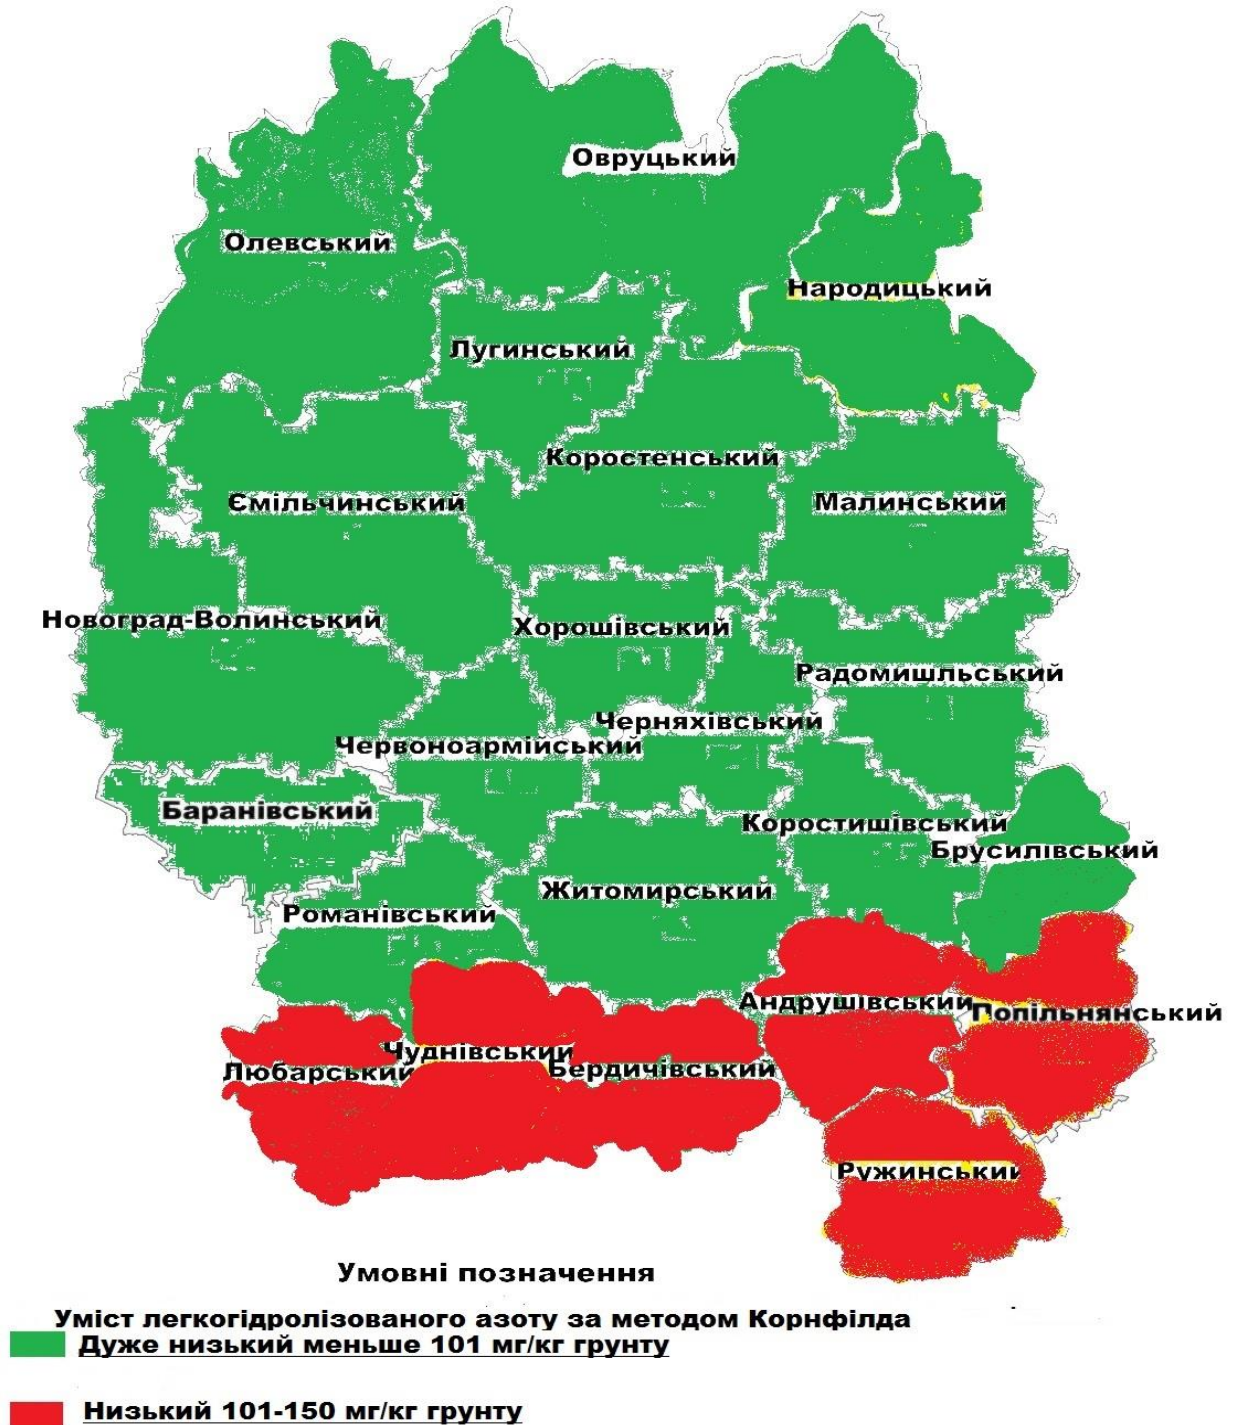 Овруцький
Олевський
Народицький
Лугинський
Коростенський
Ємільчинський
Малинський
Новоград-Волинський
Хорошівський
Радомишльський
Черняхівський
Червоноармійський
Баранівський
Коростишівський
Брусилівський
Житомирський
Романівський
Андрушівський
Попільнянський
Чуднівський
Любарський
Бердичівський
Ружинський
Умовні позначення
Уміст легкогідролізованого азоту за методом Корнфілда
Дуже низький меньше 101 мг/кг грунту
Низький 101-150 мг/кг грунту